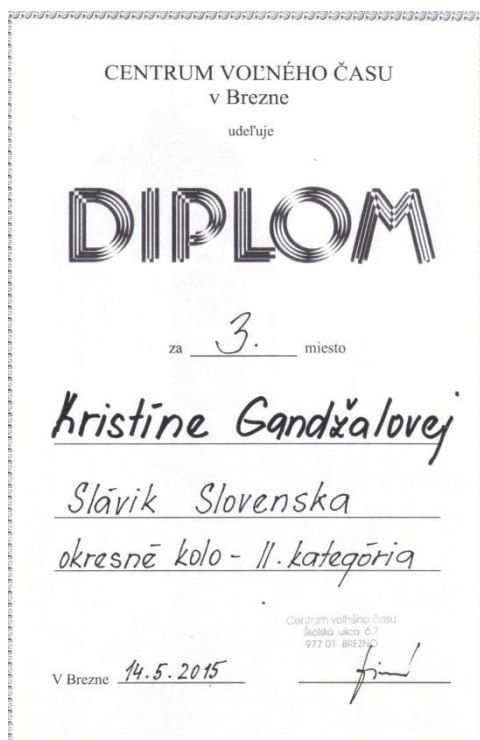 CENTRUM VOĽNÉHO ČASU
v Brezne
udeľuje
DIPLOM
za 3. miesto
Kristíne Gandžalovej
Slávik Slovenska
okresné kolo - II. kategória
Centrum voľného času
Školská ulica č.7
977 01 BREZNO
V Brezne 14.5.2015